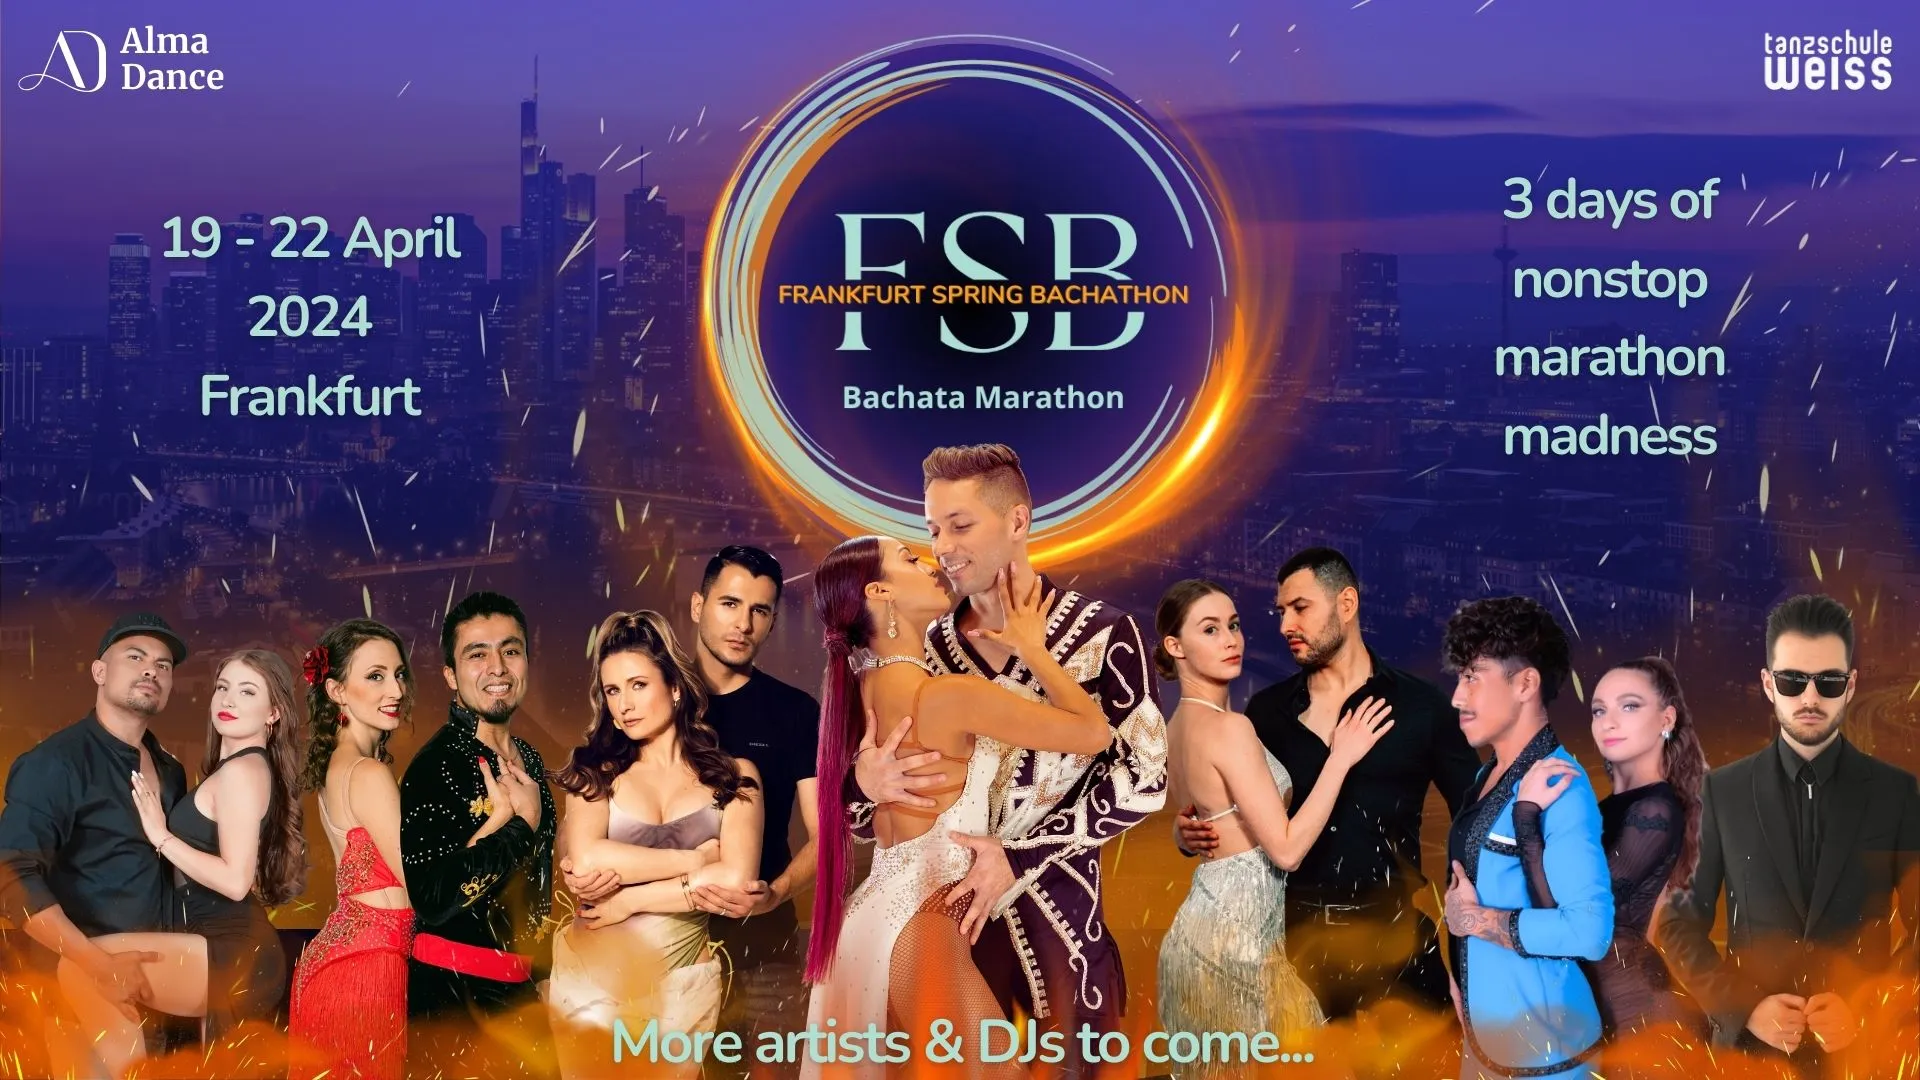 Alma
Dance
tanzschule
weiss
19 - 22 April
2024
Frankfurt
FSB
FRANKFURT SPRING BACHATHON
Bachata Marathon
3 days of
nonstop
marathon
madness
More artists & DJs to come...